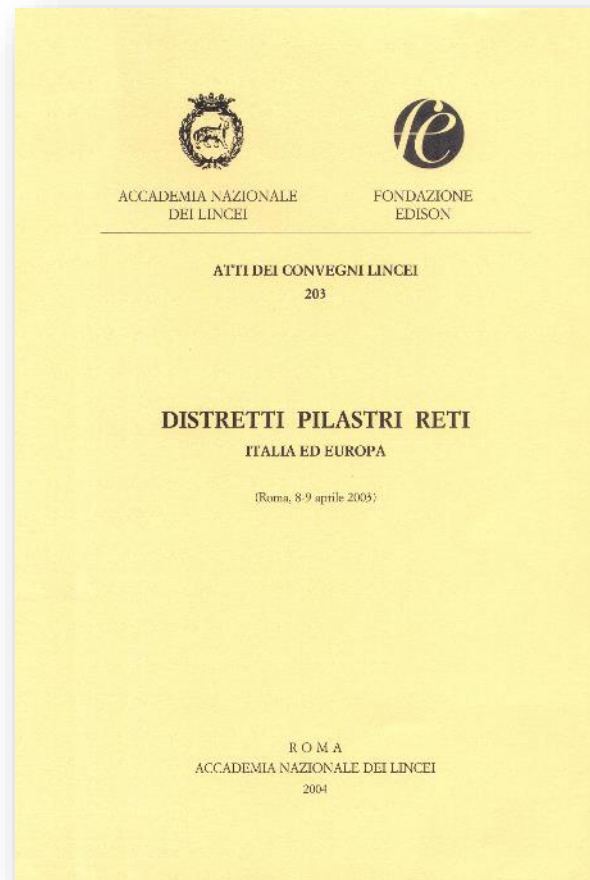 fe
ACCADEMIA NAZIONALE
DEI LINCEI
FONDAZIONE
EDISON
ATTI DEI CONVEGNI LINCEI
203
DISTRETTI PILASTRI RETI
ITALIA ED EUROPA
(Roma, 8-9 aprile 2003)
ROMA
ACCADEMIA NAZIONALE DEI LINCEI
2004